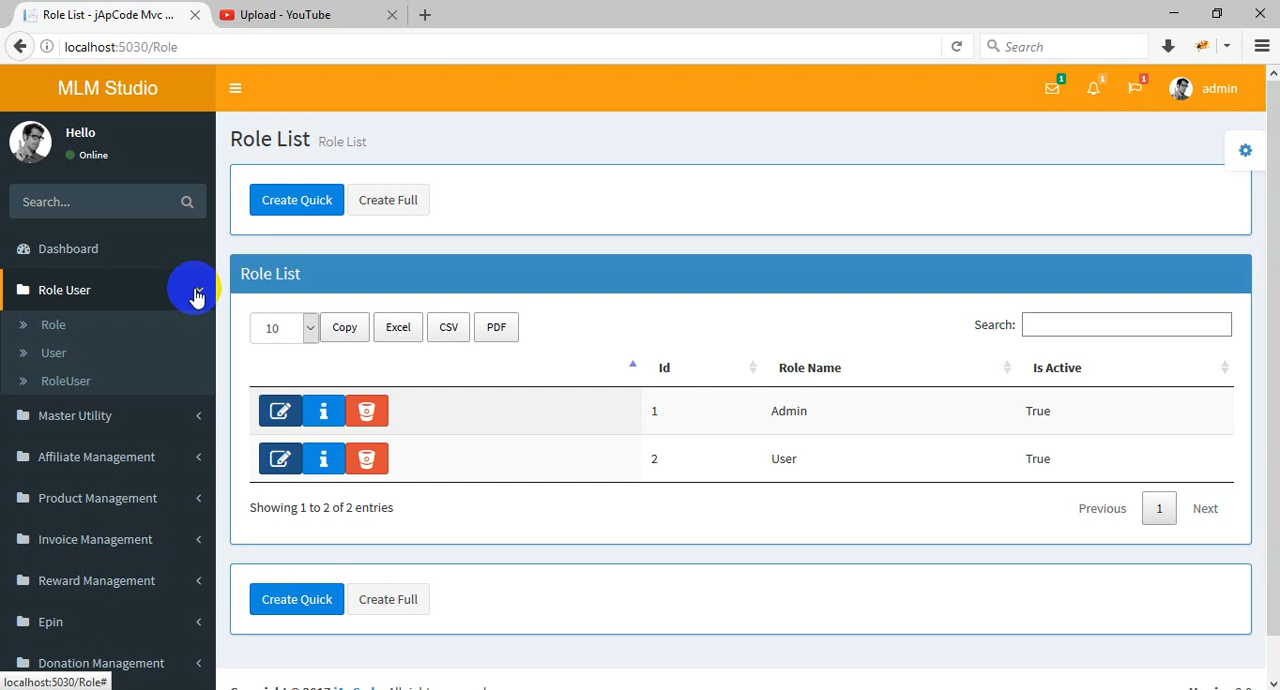 Role List - jApCode Mvc ...
Upload - YouTube
localhost:5030/Role
Search
MLM Studio
1
1
1
admin
Hello
Online
Search...
Dashboard
Role User
Role
User
RoleUser
Master Utility
Affiliate Management
Product Management
Invoice Management
Reward Management
Epin
Donation Management
localhost:5030/Role#
Role List Role List
Create Quick Create Full
Role List
10 Copy Excel CSV PDF Search:
Id Role Name Is Active
1 Admin True
2 User True
Showing 1 to 2 of 2 entries Previous 1 Next
Create Quick Create Full